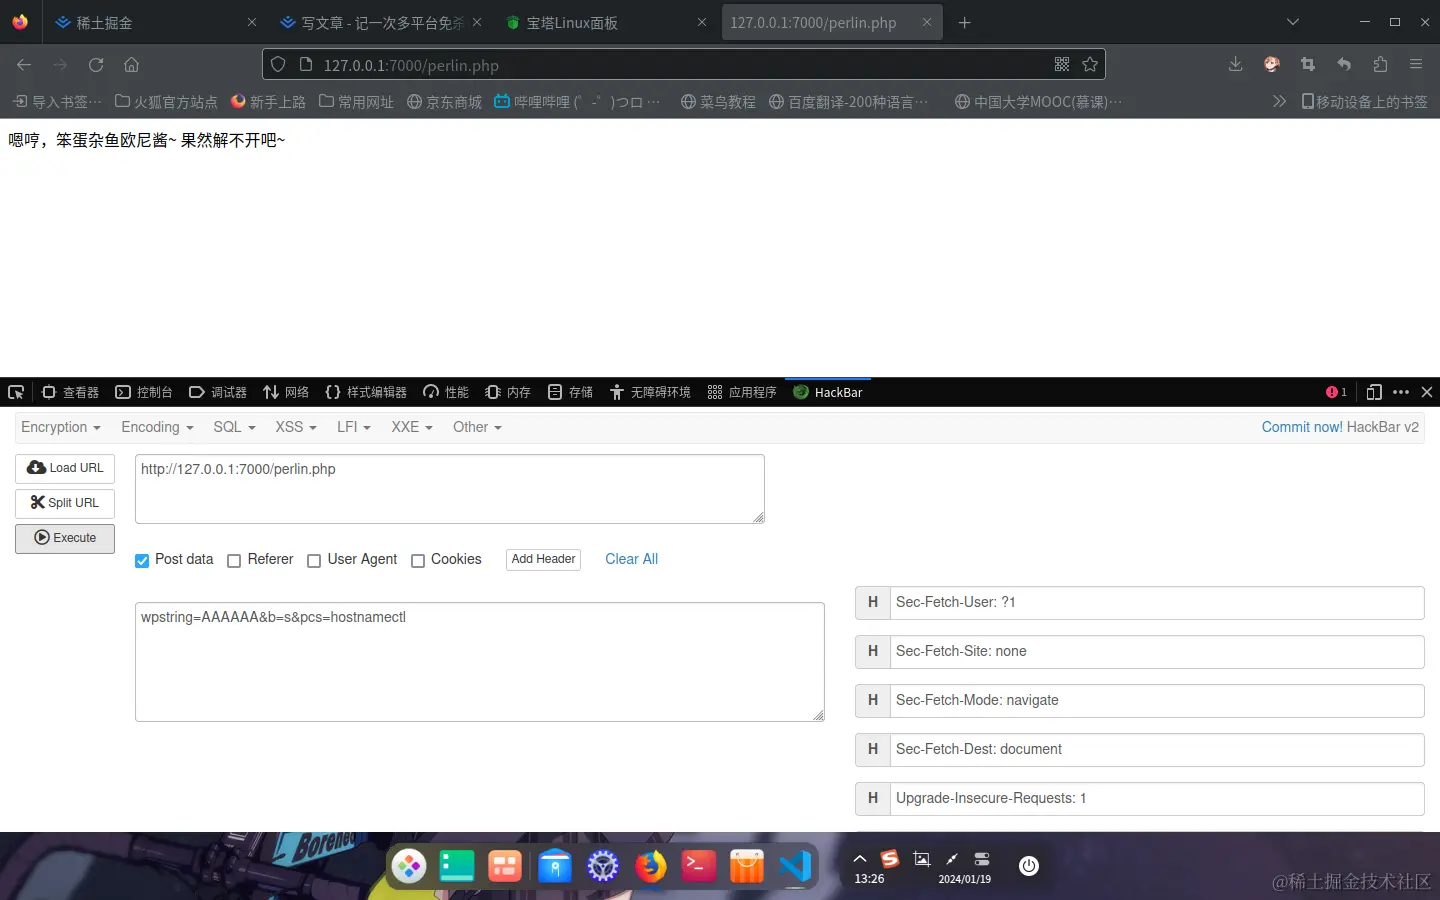 稀土掘金
写文章 - 记一次多平台免杀
宝塔Linux面板
127.0.0.1:7000/perlin.php
127.0.0.1:7000/perlin.php
导入书签…
火狐官方站点
新手上路
常用网址
京东商城
哔哩哔哩 (゜-゜)つロ …
菜鸟教程
百度翻译-200种语言…
中国大学MOOC(慕课)…
移动设备上的书签
嗯哼，笨蛋杂鱼欧尼酱~ 果然解不开吧~
查看器
控制台
调试器
网络
样式编辑器
性能
内存
存储
无障碍环境
应用程序
HackBar
1
Encryption
Encoding
SQL
XSS
LFI
XXE
Other
Commit now! HackBar v2
Load URL
http://127.0.0.1:7000/perlin.php
Split URL
Execute
Post data
Referer
User Agent
Cookies
Add Header
Clear All
wpstring=AAAAAA&b=s&pcs=hostnamectl
H Sec-Fetch-User: ?1
H Sec-Fetch-Site: none
H Sec-Fetch-Mode: navigate
H Sec-Fetch-Dest: document
H Upgrade-Insecure-Requests: 1
13:26
2024/01/19
@稀土掘金技术社区